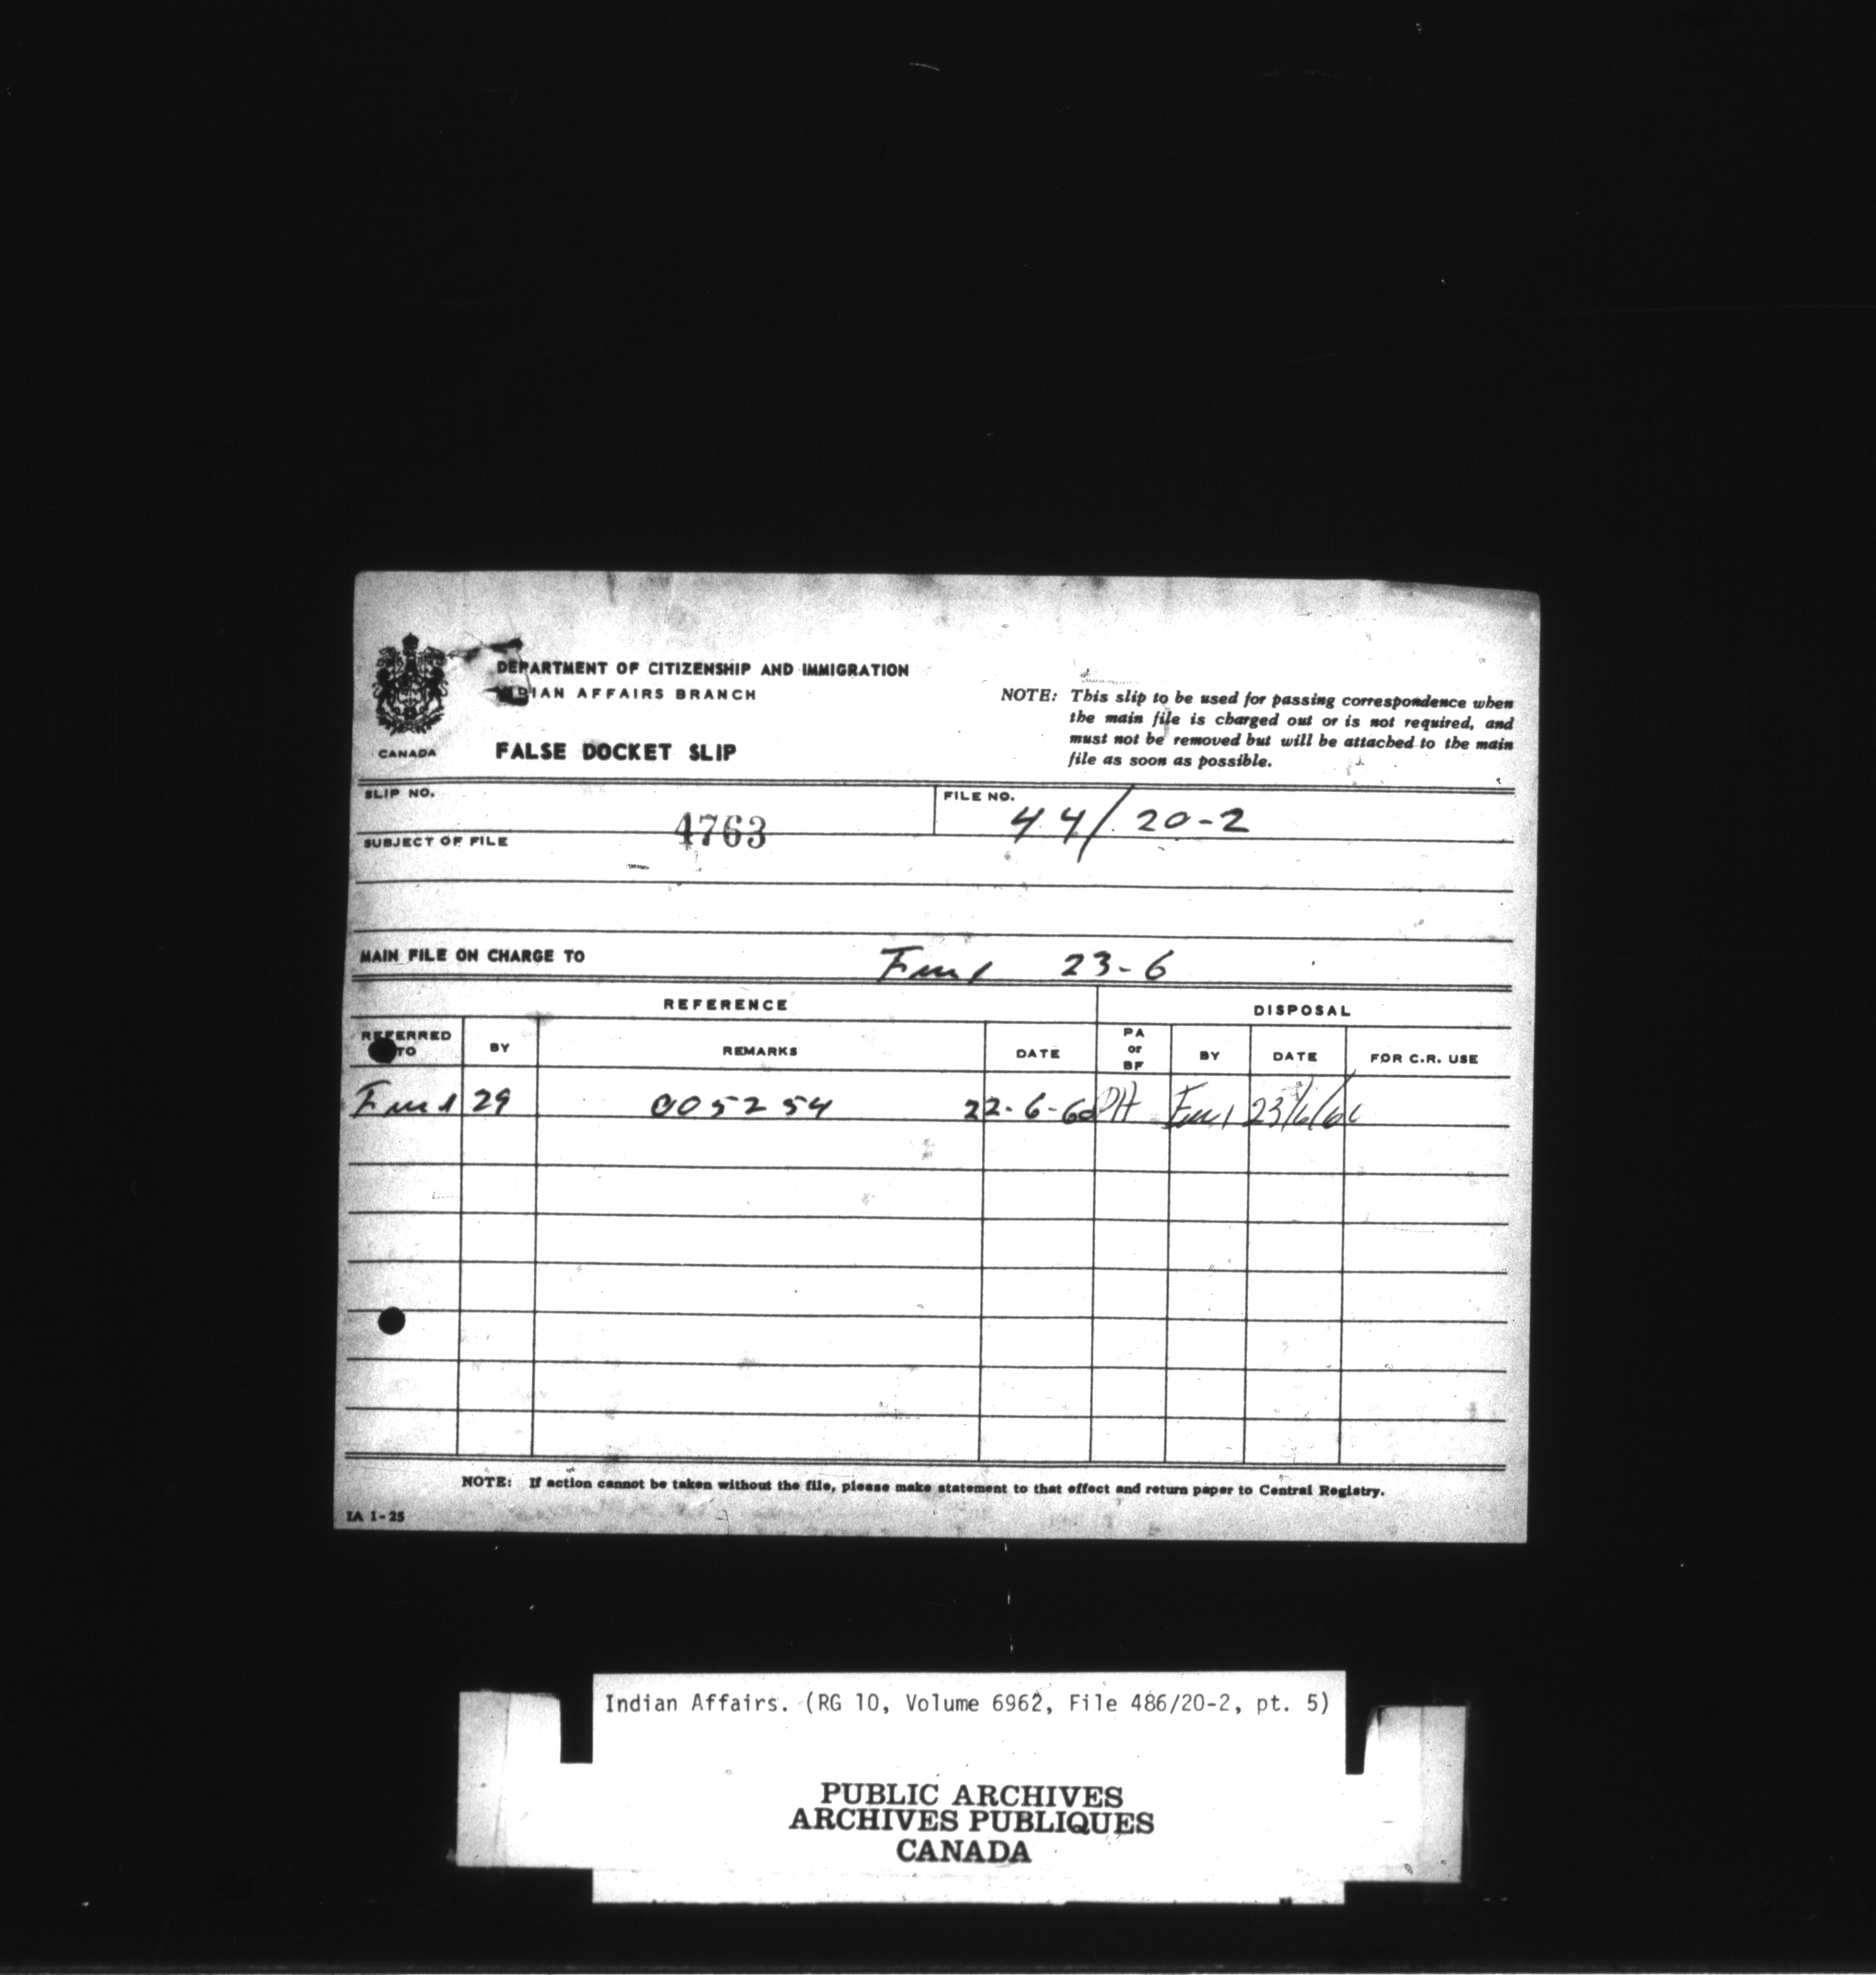 CANADA
DEPARTMENT OF CITIZENSHIP AND IMMIGRATION
INDIAN AFFAIRS BRANCH
FALSE DOCKET SLIP
NOTE: This slip to be used for passing correspondence when
the main file is charged out or is not required, and
must not be removed but will be attached to the main
file as soon as possible.
SLIP NO. 4763
FILE NO. 44/20-2
SUBJECT OF FILE
MAIN FILE ON CHARGE TO 23-6
REFERENCE
DISPOSAL
REFERRED TO
BY
REMARKS
DATE
PA or BF
BY
DATE
FOR C.R. USE
29 005254 22-6-60 23/6/60
NOTE: If action cannot be taken without the file, please make statement to that effect and return paper to Central Registry.
IA 1-25
Indian Affairs. (RG 10, Volume 6962, File 486/20-2, pt. 5)
PUBLIC ARCHIVES
ARCHIVES PUBLIQUES
CANADA